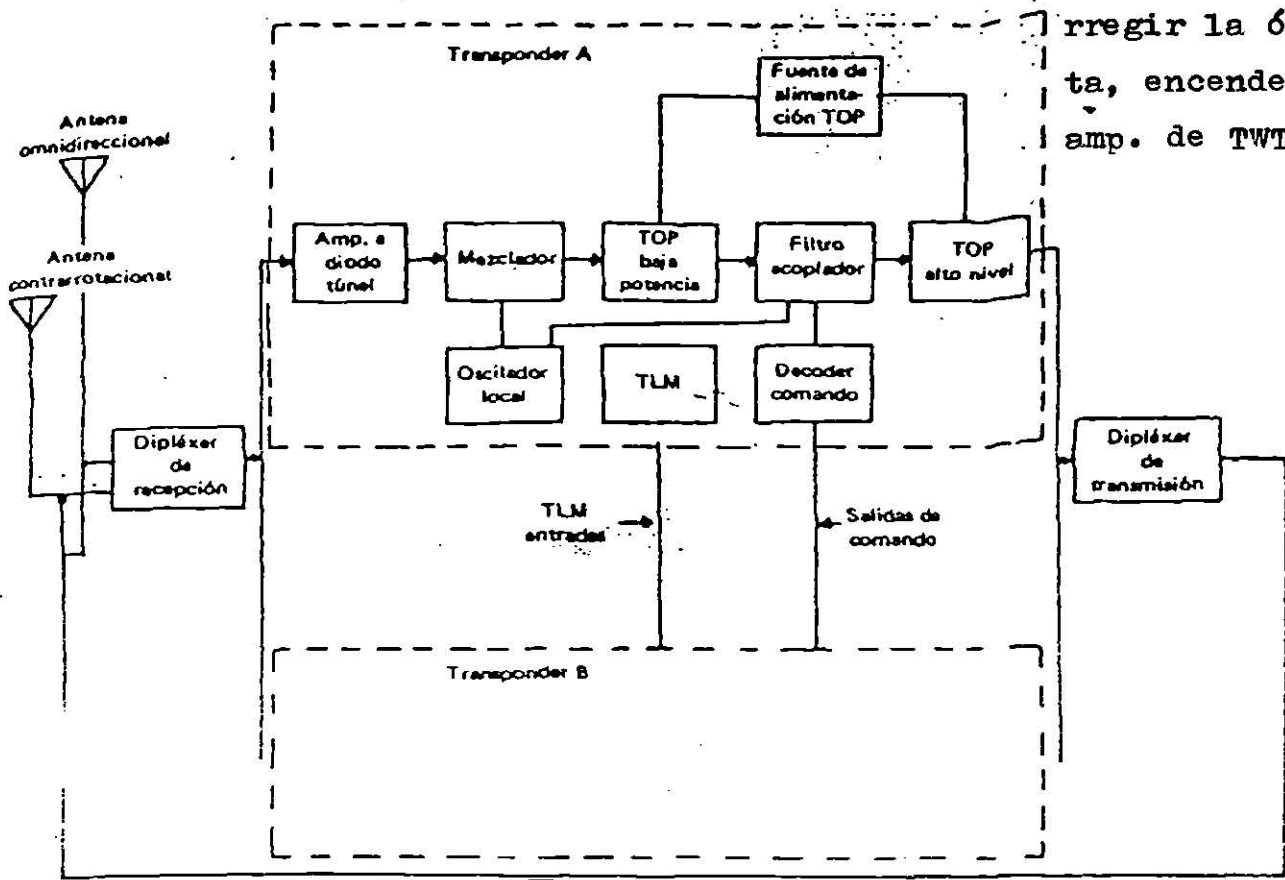 rregir la ó
ta, encende
amp. de TWT
Transponder A
Fuente de
alimenta-
ción TOP
Antena
omnidireccional
Antena
contrarrotacional
Amp. a
diodo
túnel
Mezclador
TOP
baja
potencia
Filtro
acoplador
TOP
alto nivel
Oscilador
local
TLM
Decoder
comando
Dipléxer
de
recepción
Dipléxer
de
transmisión
TLM
entradas
Salidas de
comando
Transponder B